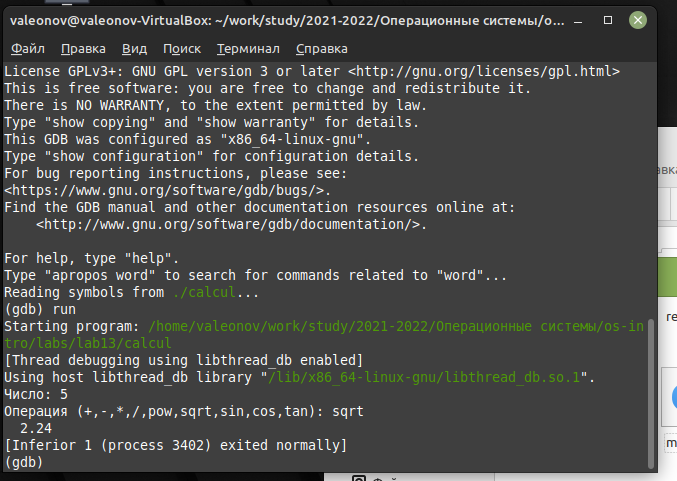 valeonov@valeonov-VirtualBox: ~/work/study/2021-2022/Операционные системы/o...
Файл Правка Вид Поиск Терминал Справка
License GPLv3+: GNU GPL version 3 or later <http://gnu.org/licenses/gpl.html>
This is free software: you are free to change and redistribute it.
There is NO WARRANTY, to the extent permitted by law.
Type "show copying" and "show warranty" for details.
This GDB was configured as "x86_64-linux-gnu".
Type "show configuration" for configuration details.
For bug reporting instructions, please see:
<https://www.gnu.org/software/gdb/bugs/>.
Find the GDB manual and other documentation resources online at:
    <http://www.gnu.org/software/gdb/documentation/>.
For help, type "help".
Type "apropos word" to search for commands related to "word"...
Reading symbols from ./calcul...
(gdb) run
Starting program: /home/valeonov/work/study/2021-2022/Операционные системы/os-in
tro/labs/lab13/calcul
[Thread debugging using libthread_db enabled]
Using host libthread_db library "/lib/x86_64-linux-gnu/libthread_db.so.1".
Число: 5
Операция (+,-,*,/,pow,sqrt,sin,cos,tan): sqrt
  2.24
[Inferior 1 (process 3402) exited normally]
(gdb)